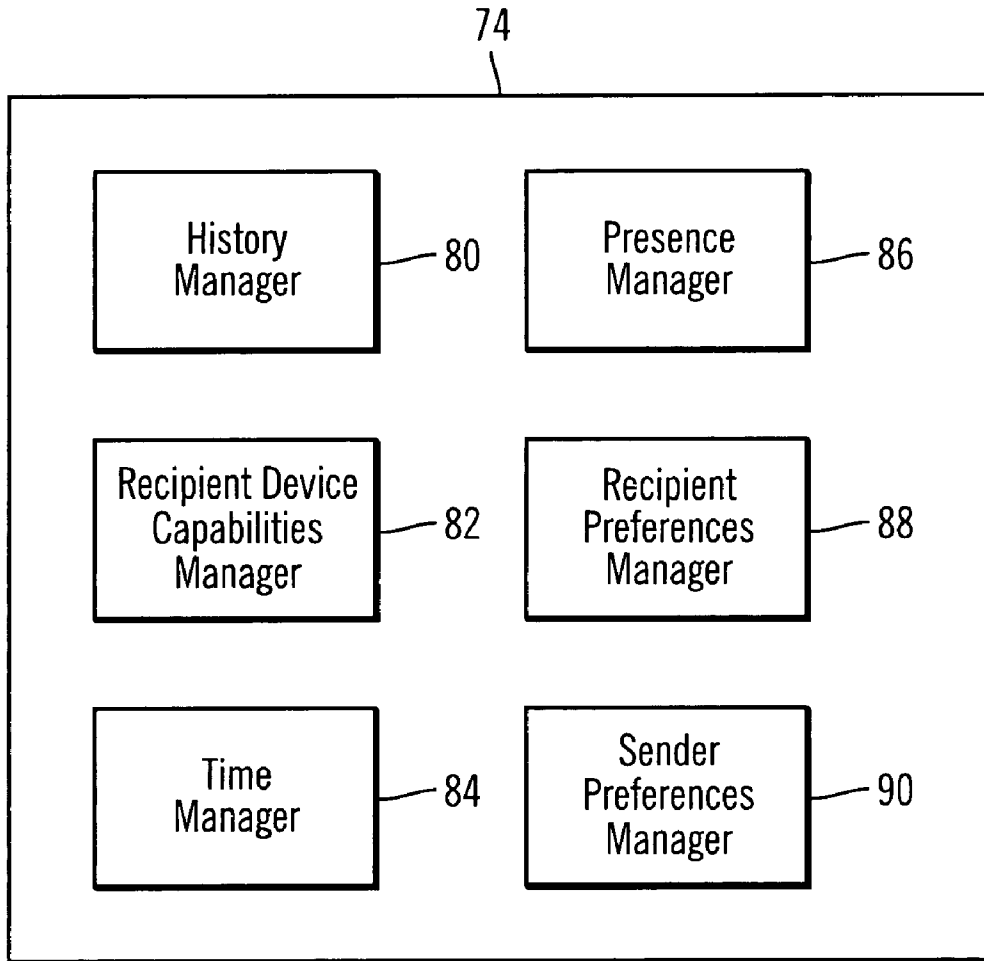 74
History
Manager
80
Presence
Manager
86
Recipient Device
Capabilities
Manager
82
Recipient
Preferences
Manager
88
Time
Manager
84
Sender
Preferences
Manager
90